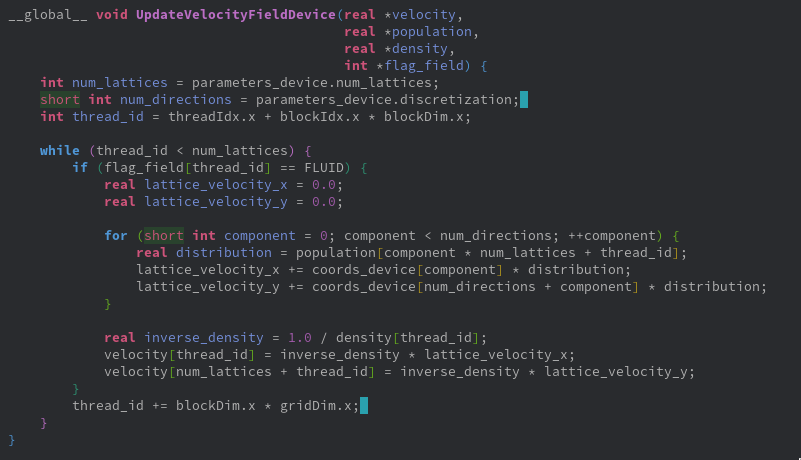 __global__ void UpdateVelocityFieldDevice(real *velocity,
                                          real *population,
                                          real *density,
                                          int *flag_field) {
    int num_lattices = parameters_device.num_lattices;
    short int num_directions = parameters_device.discretization;
    int thread_id = threadIdx.x + blockIdx.x * blockDim.x;

    while (thread_id < num_lattices) {
        if (flag_field[thread_id] == FLUID) {
            real lattice_velocity_x = 0.0;
            real lattice_velocity_y = 0.0;

            for (short int component = 0; component < num_directions; ++component) {
                real distribution = population[component * num_lattices + thread_id];
                lattice_velocity_x += coords_device[component] * distribution;
                lattice_velocity_y += coords_device[num_directions + component] * distribution;
            }

            real inverse_density = 1.0 / density[thread_id];
            velocity[thread_id] = inverse_density * lattice_velocity_x;
            velocity[num_lattices + thread_id] = inverse_density * lattice_velocity_y;
        }
        thread_id += blockDim.x * gridDim.x;
    }
}